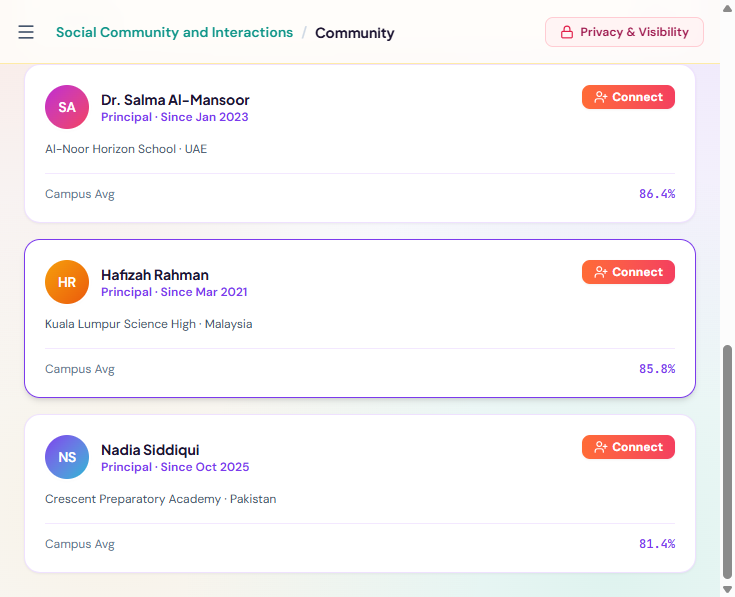 Social Community and Interactions / Community
Privacy & Visibility
SA
Dr. Salma Al-Mansoor
Principal · Since Jan 2023
Connect
Al-Noor Horizon School · UAE
Campus Avg 86.4%
HR
Hafizah Rahman
Principal · Since Mar 2021
Connect
Kuala Lumpur Science High · Malaysia
Campus Avg 85.8%
NS
Nadia Siddiqui
Principal · Since Oct 2025
Connect
Crescent Preparatory Academy · Pakistan
Campus Avg 81.4%